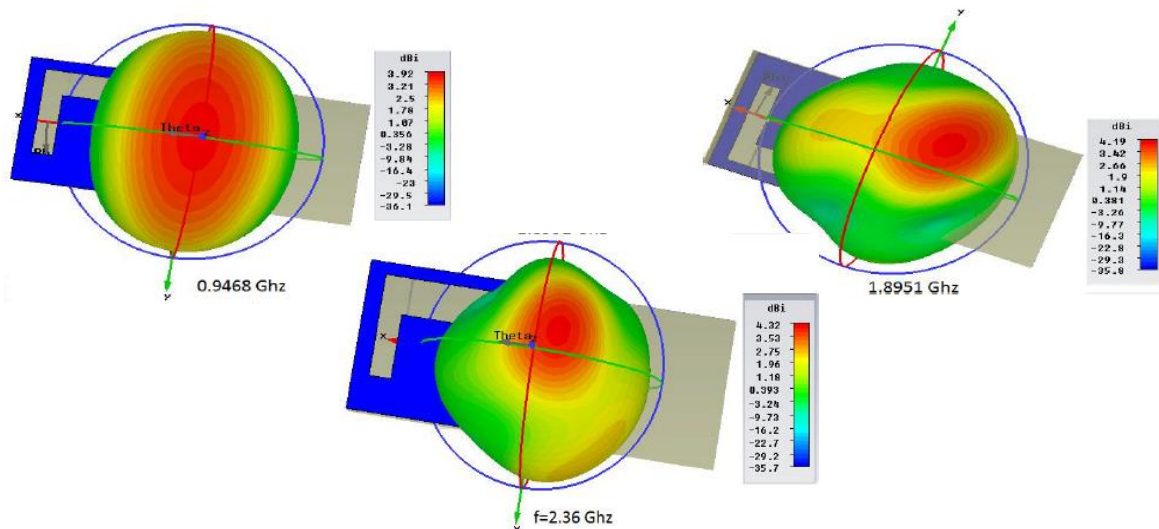 dBi
3.92
3.21
2.5
1.78
1.07
0.356
-3.28
-9.84
-16.4
-23
-29.5
-36.1
x
Theta
y
0.9468 Ghz
y
x
dBi
4.19
3.42
2.66
1.9
1.14
0.381
-3.26
-9.77
-16.3
-22.8
-29.3
-35.8
1.8951 Ghz
x
Theta
dBi
4.32
3.53
2.75
1.96
1.18
0.393
-3.24
-9.73
-16.2
-22.7
-29.2
-35.7
f=2.36 Ghz